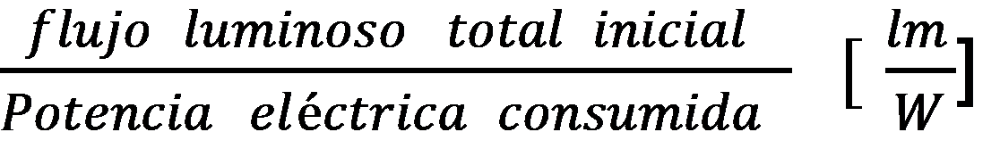 flujo luminoso total inicial [ lm
Potencia eléctrica consumida W ]